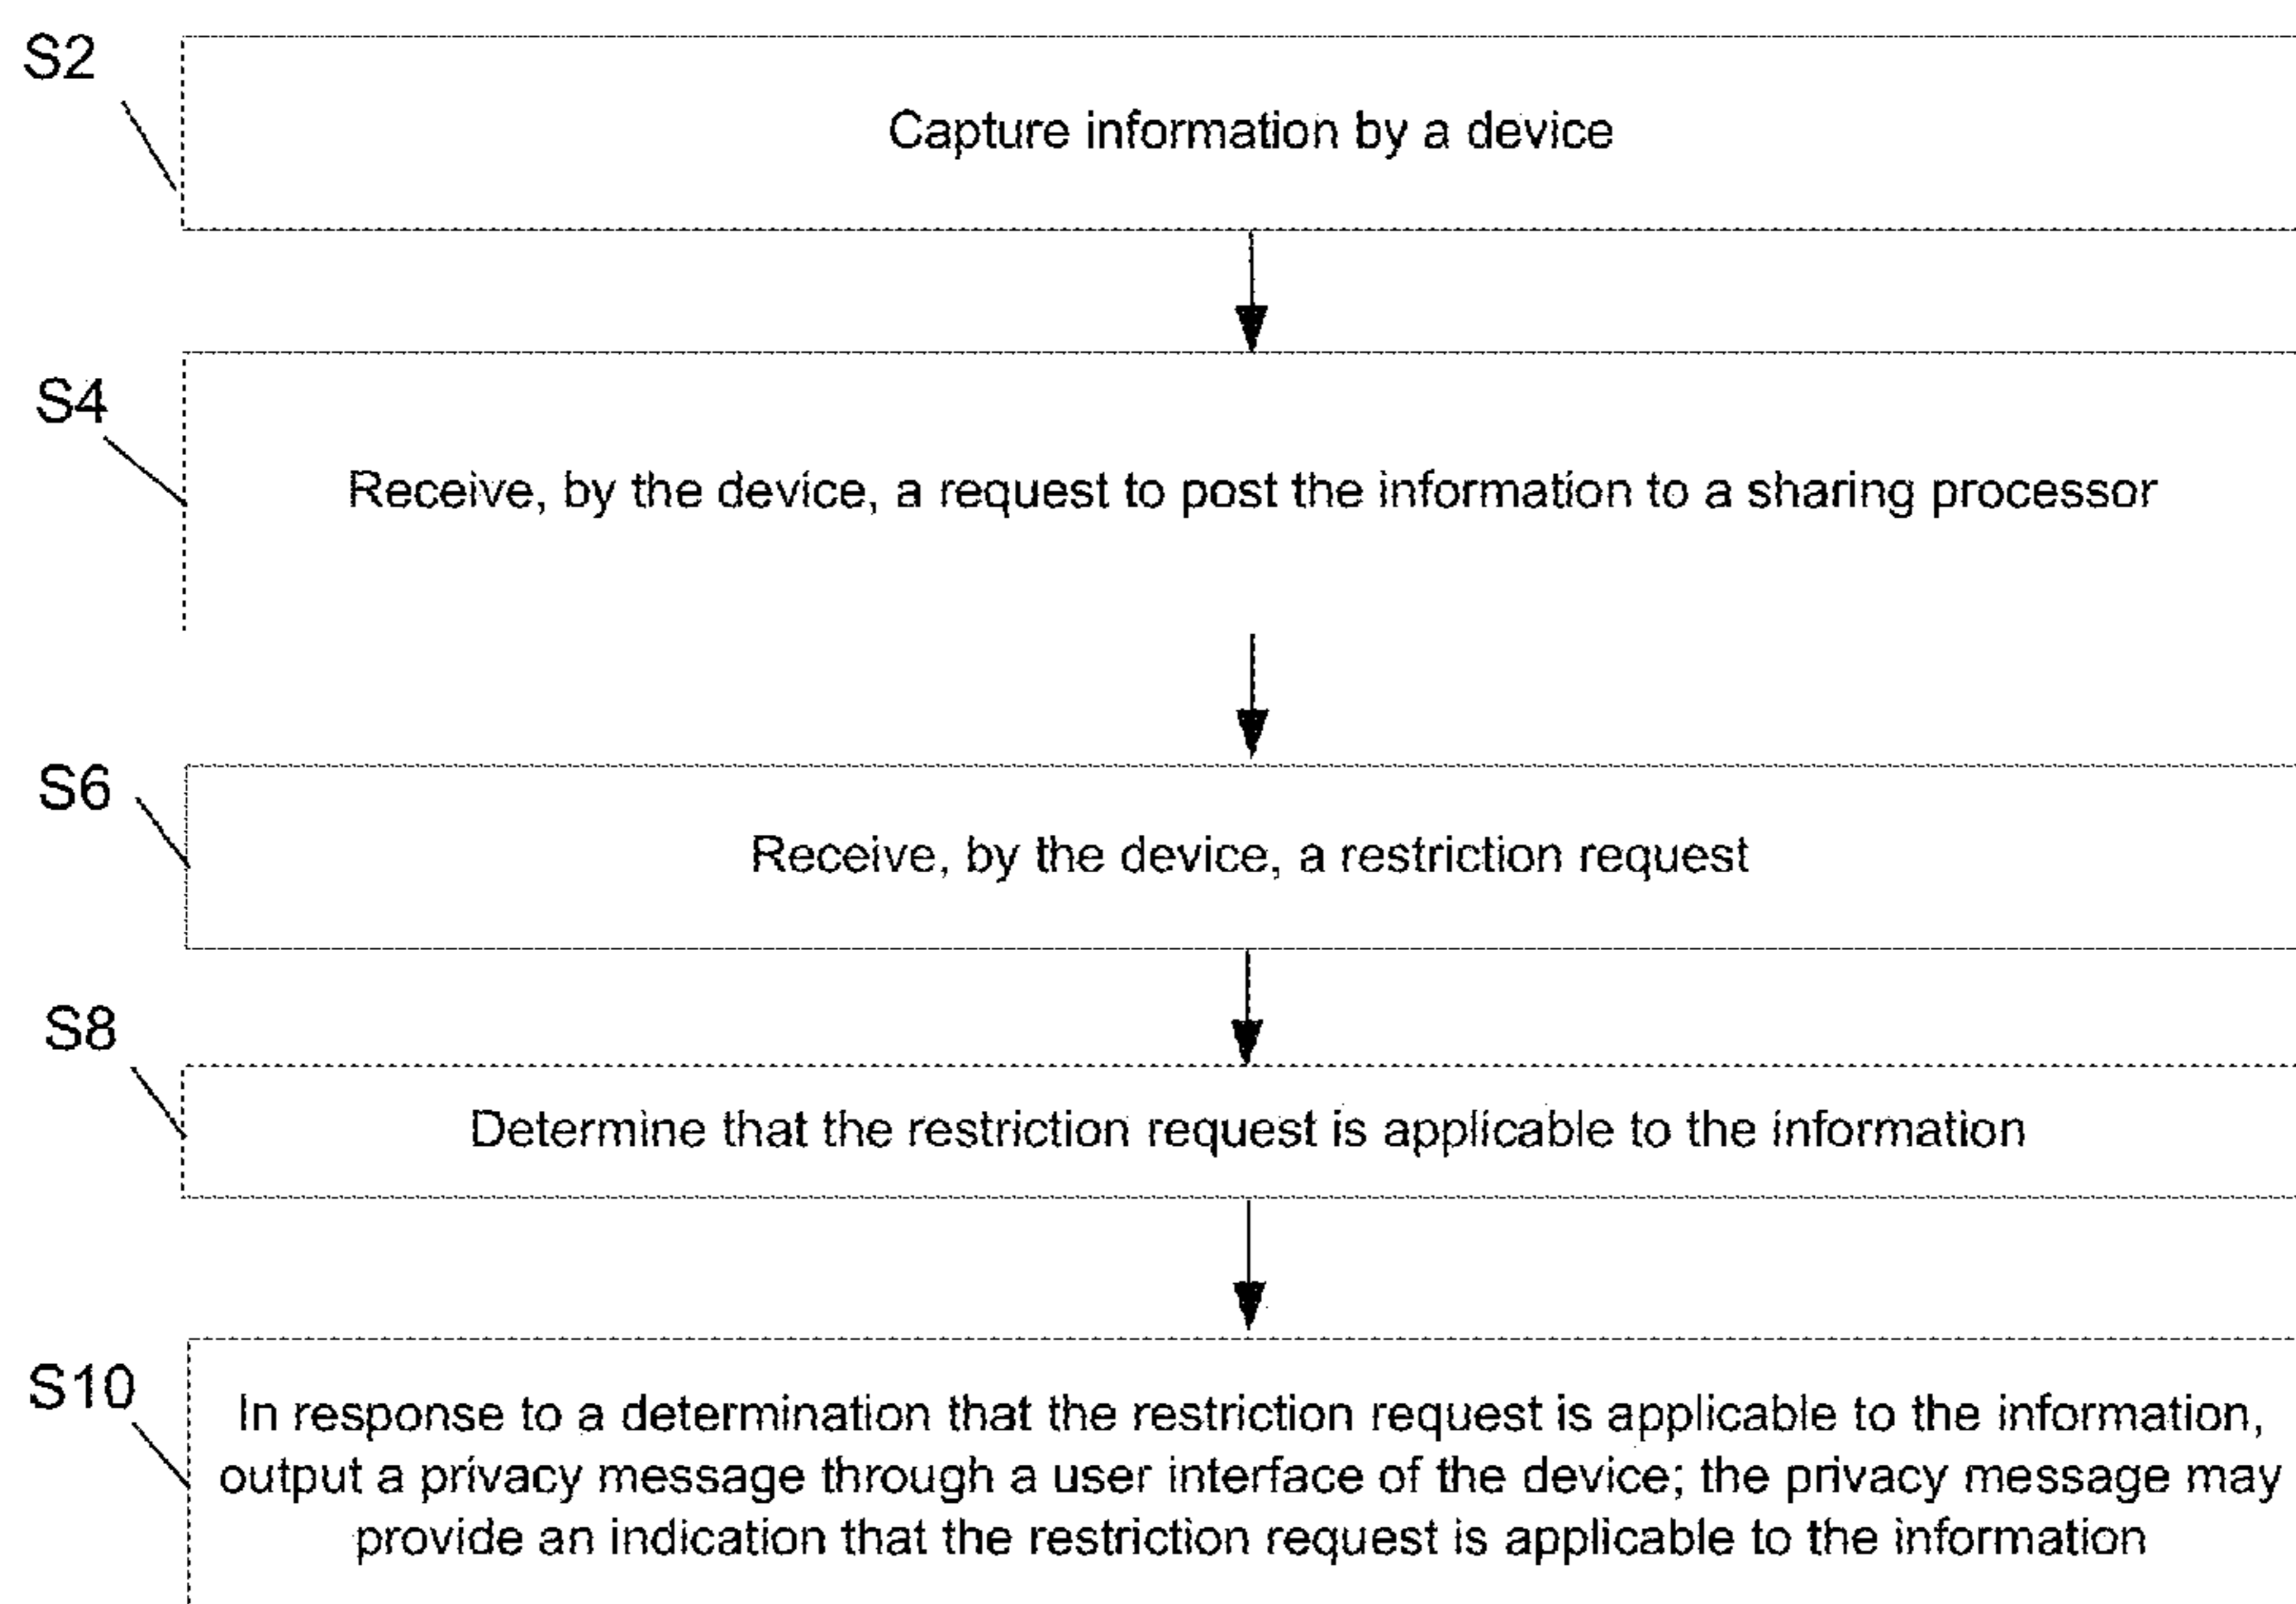 S2
Capture information by a device
S4
Receive, by the device, a request to post the information to a sharing processor
S6
Receive, by the device, a restriction request
S8
Determine that the restriction request is applicable to the information
S10
In response to a determination that the restriction request is applicable to the information,
output a privacy message through a user interface of the device; the privacy message may
provide an indication that the restriction request is applicable to the information